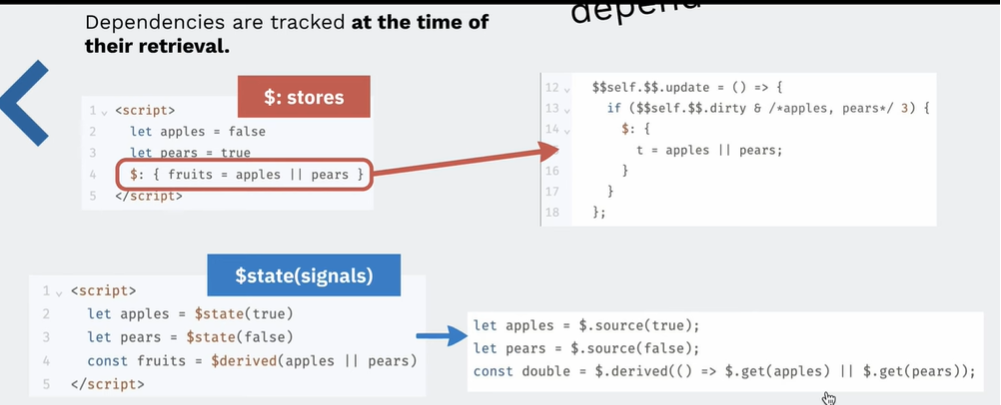 Dependencies are tracked at the time of
their retrieval.
$: stores
1 <script>
2 let apples = false
3 let pears = true
4 $: { fruits = apples || pears }
5 </script>
12 $$self.$$.update = () => {
13 if ($$self.$$.dirty & /*apples, pears*/ 3) {
14 $: {
t = apples || pears;
16 }
17 }
18 };
$state(signals)
1 <script>
2 let apples = $state(true)
3 let pears = $state(false)
4 const fruits = $derived(apples || pears)
5 </script>
let apples = $.source(true);
let pears = $.source(false);
const double = $.derived(() => $.get(apples) || $.get(pears));